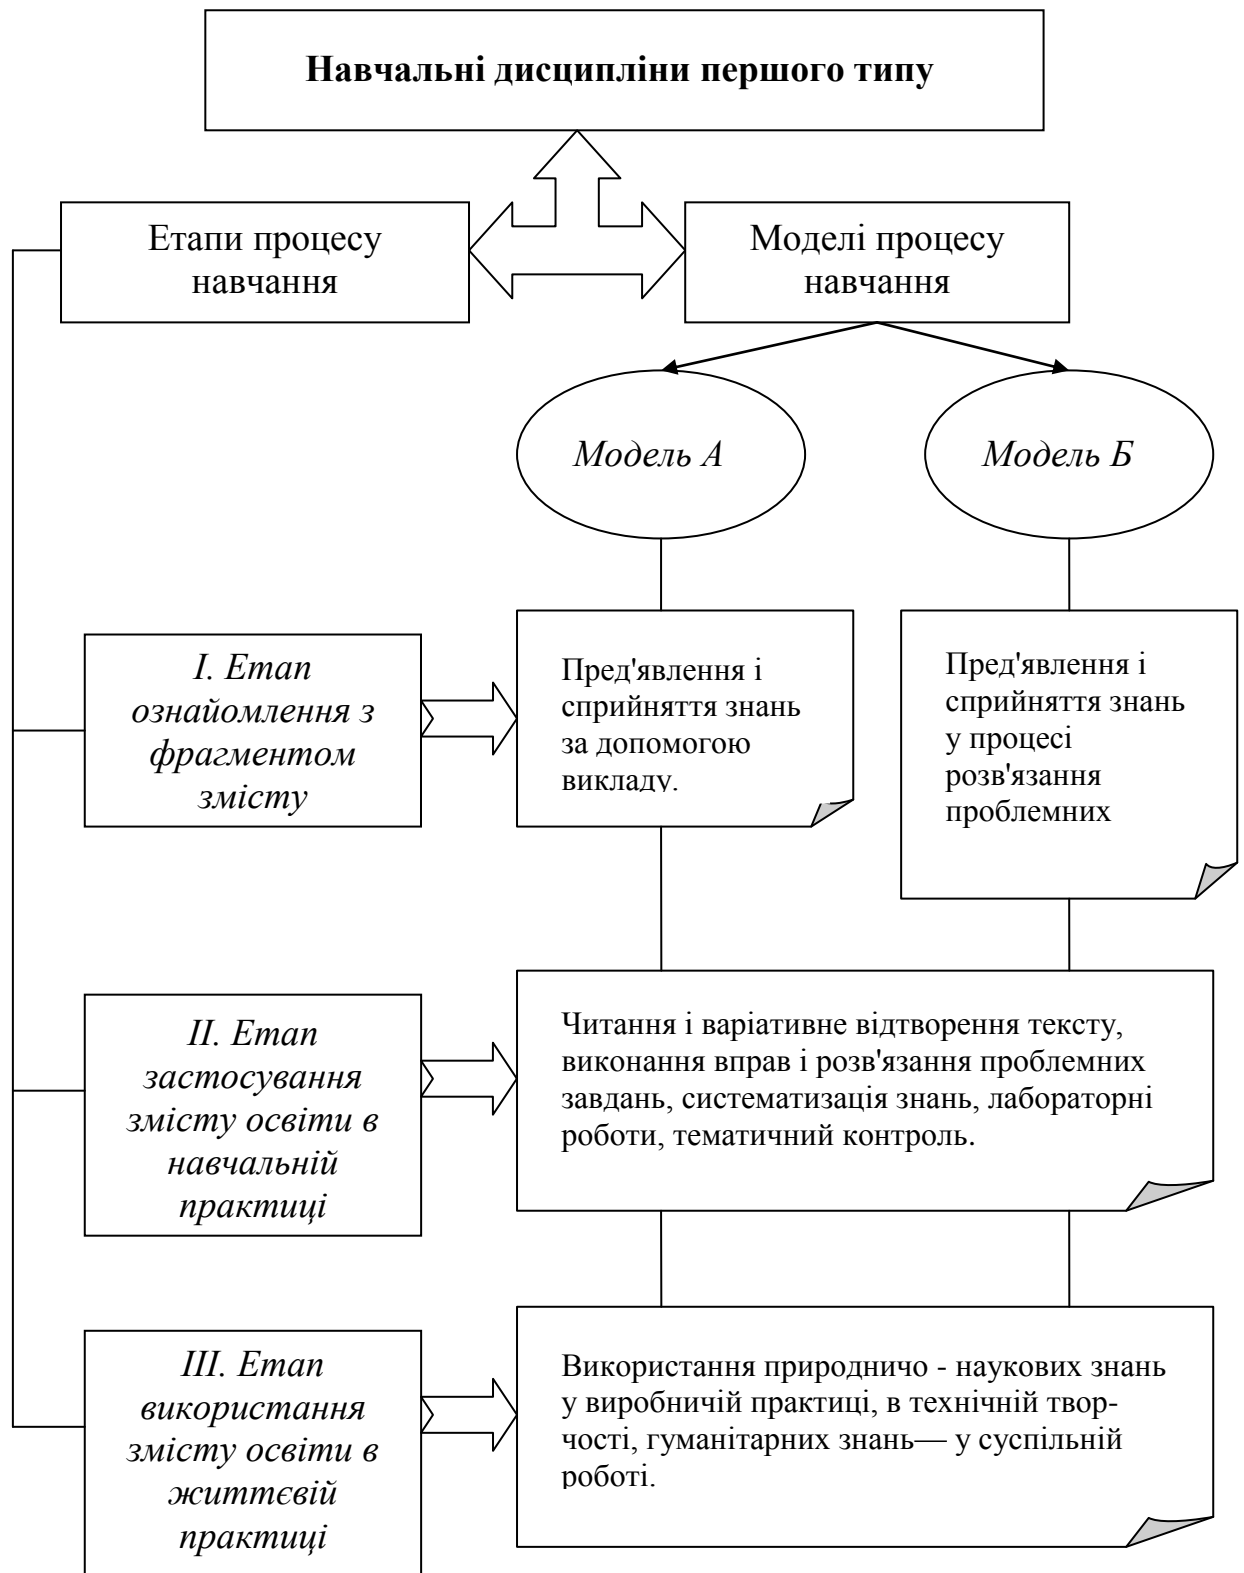 Навчальні дисципліни першого типу
Етапи процесу
навчання
Моделі процесу
навчання
Модель А
Модель Б
І. Етап
ознайомлення з
фрагментом
змісту
Пред'явлення і
сприйняття знань
за допомогою
викладу.
Пред'явлення і
сприйняття знань
у процесі
розв'язання
проблемних
ІІ. Етап
застосування
змісту освіти в
навчальній
практиці
Читання і варіативне відтворення тексту,
виконання вправ і розв'язання проблемних
завдань, систематизація знань, лабораторні
роботи, тематичний контроль.
ІІІ. Етап
використання
змісту освіти в
життєвій
практиці
Використання природничо - наукових знань
у виробничій практиці, в технічній твор-
чості, гуманітарних знань— у суспільній
роботі.